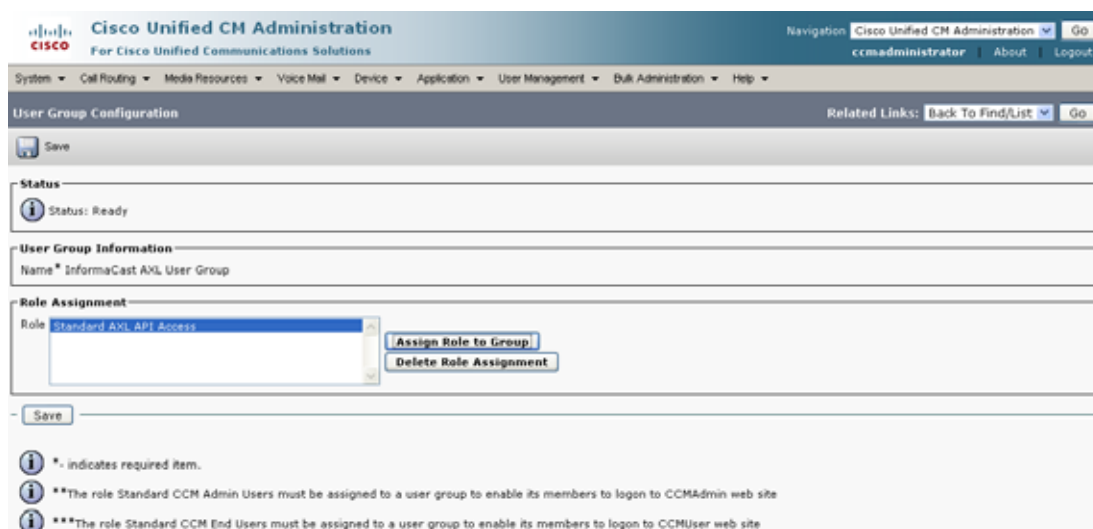 CISCO
Cisco Unified CM Administration
For Cisco Unified Communications Solutions
Navigation Cisco Unified CM Administration Go
ccmadministrator | About | Logout
System Call Routing Media Resources Voice Mail Device Application User Management Bulk Administration Help
User Group Configuration
Related Links: Back To Find/List Go
Save
Status
Status: Ready
User Group Information
Name* InformaCast AXL User Group
Role Assignment
Role Standard AXL API Access
Assign Role to Group
Delete Role Assignment
Save
*- indicates required item.
**The role Standard CCM Admin Users must be assigned to a user group to enable its members to logon to CCMAdmin web site
***The role Standard CCM End Users must be assigned to a user group to enable its members to logon to CCMUser web site